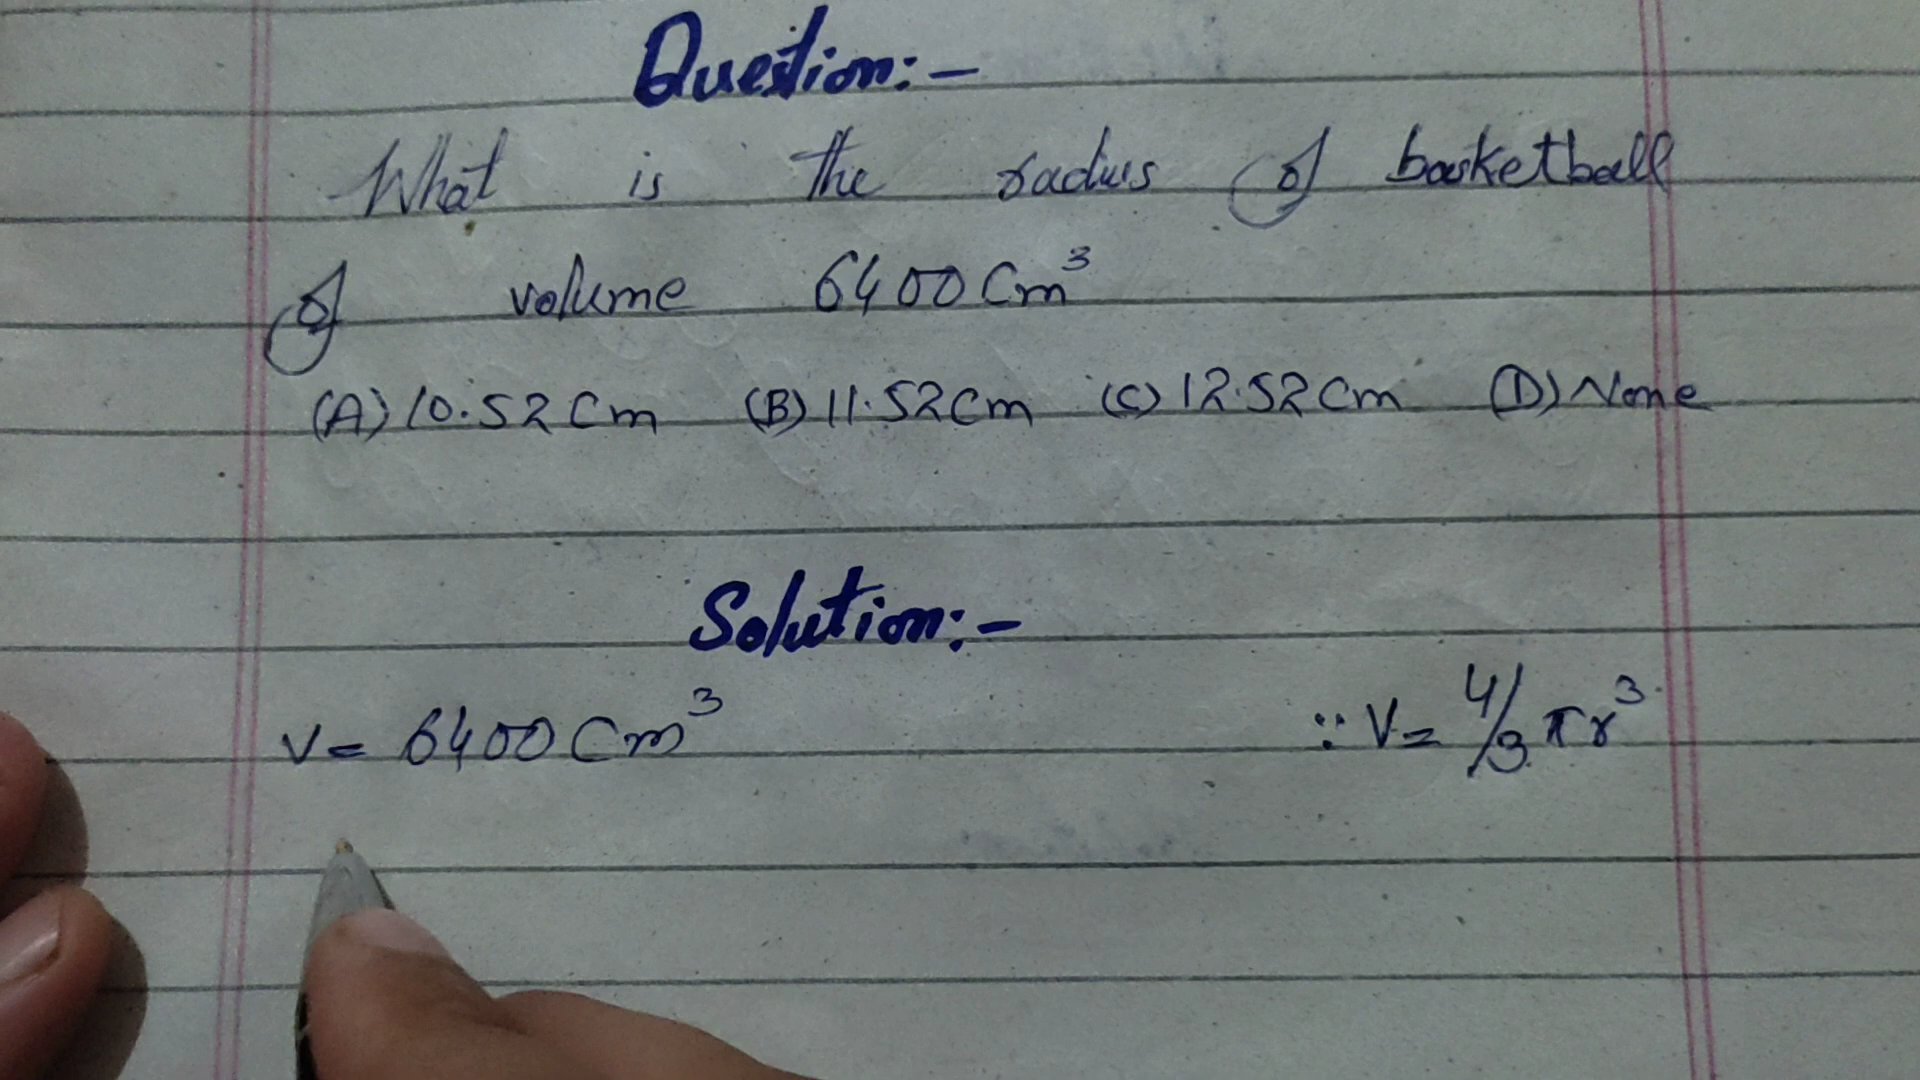 Question:-
What is the radius of basketball
of volume 6400 Cm³
(A) 10.52 Cm (B) 11.52 Cm (C) 12.52 Cm (D) None
Solution:-
V = 6400 Cm³ ∵ V = 4/3 πr³